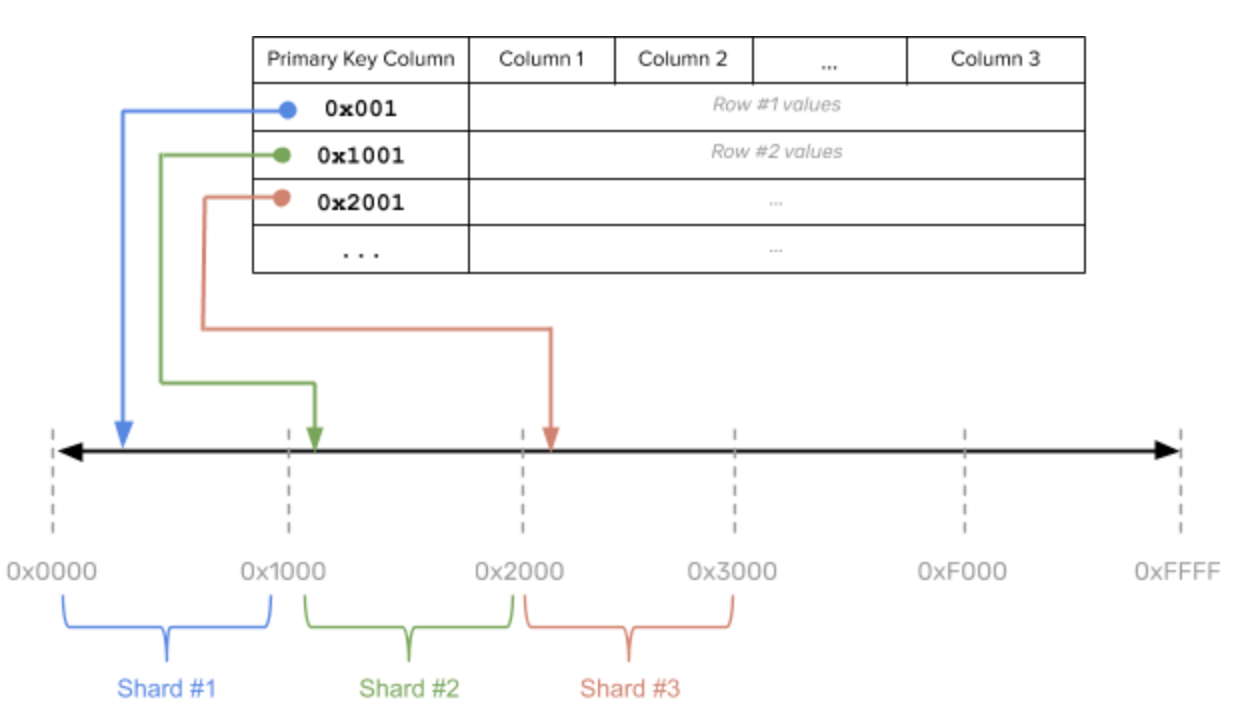 Primary Key Column Column 1 Column 2 ... Column 3
0x001 Row #1 values
0x1001 Row #2 values
0x2001 ...
... ...
0x0000 0x1000 0x2000 0x3000 0xF000 0xFFFF
Shard #1 Shard #2 Shard #3